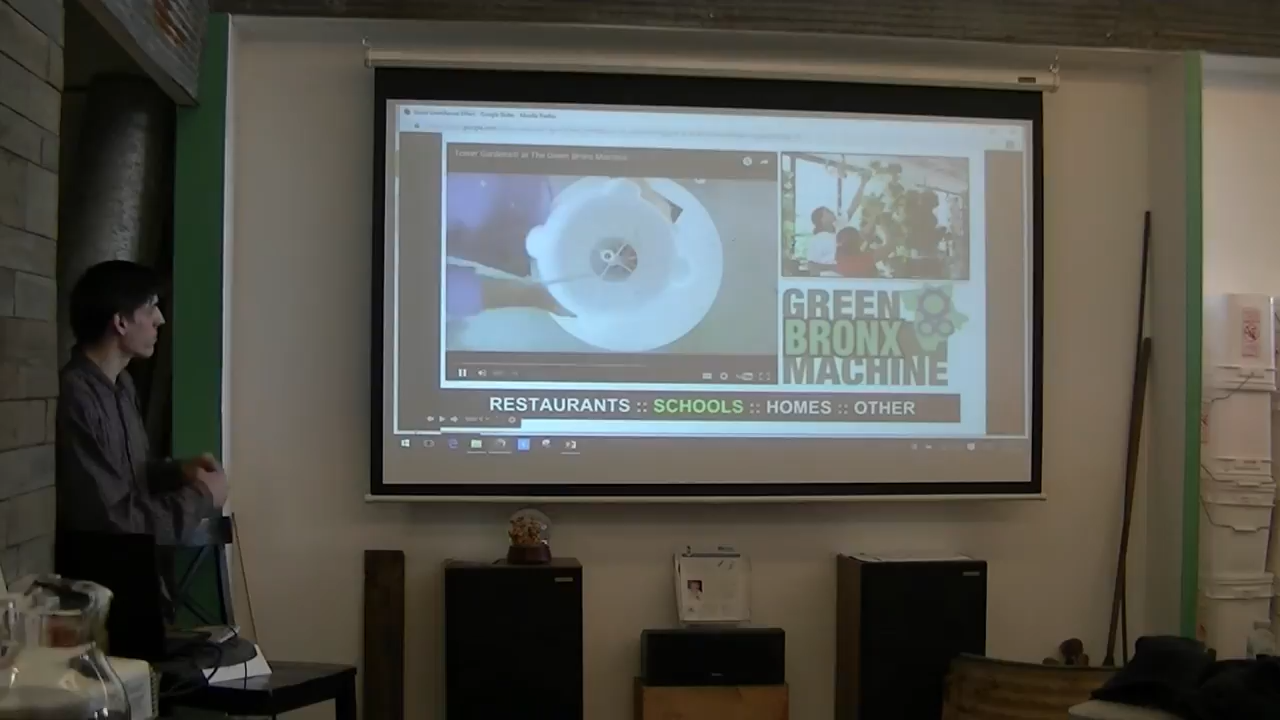 Tower Gardens® at The Green Bronx Machine
GREEN
BRONX
MACHINE
RESTAURANTS :: SCHOOLS :: HOMES :: OTHER